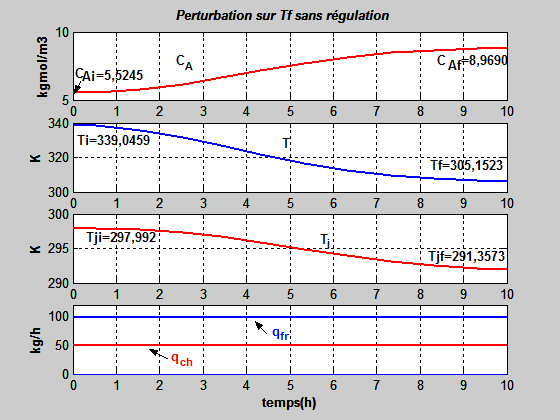 Perturbation sur Tf sans régulation
kgmol/m3
10
5
CA
CAi=5,5245
CAf=8,9690
0 1 2 3 4 5 6 7 8 9 10
K
340
320
300
Ti=339,0459
T
Tf=305,1523
0 1 2 3 4 5 6 7 8 9 10
K
300
295
290
Tji=297,992
Tj
Tjf=291,3573
0 1 2 3 4 5 6 7 8 9 10
kg/h
100
50
0
qfr
qch
0 1 2 3 4 5 6 7 8 9 10
temps(h)